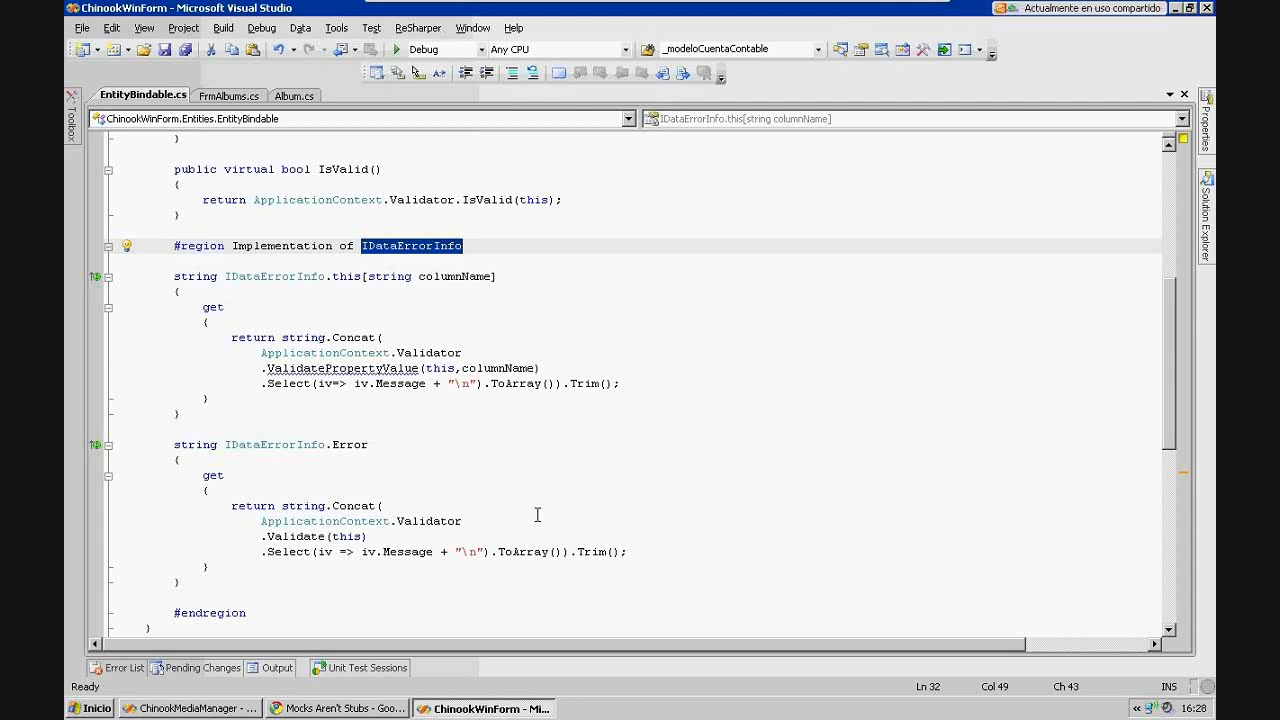 ChinookWinForm - Microsoft Visual Studio
Actualmente en uso compartido
File Edit View Project Build Debug Data Tools Test ReSharper Window Help
Debug Any CPU _modeloCuentaContable
EntityBindable.cs FrmAlbums.cs Album.cs
Toolbox
Properties
Solution Explorer
ChinookWinForm.Entities.EntityBindable IDataErrorInfo.this[string columnName]
}
public virtual bool IsValid()
{
return ApplicationContext.Validator.IsValid(this);
}
#region Implementation of IDataErrorInfo
string IDataErrorInfo.this[string columnName]
{
get
{
return string.Concat(
ApplicationContext.Validator
.ValidatePropertyValue(this,columnName)
.Select(iv=> iv.Message + "\n").ToArray()).Trim();
}
}
string IDataErrorInfo.Error
{
get
{
return string.Concat(
ApplicationContext.Validator
.Validate(this)
.Select(iv => iv.Message + "\n").ToArray()).Trim();
}
}
#endregion
}
Error List Pending Changes Output Unit Test Sessions
Ready Ln 32 Col 49 Ch 43 INS
Inicio ChinookMediaManager - ... Mocks Aren't Stubs - Goo... ChinookWinForm - Mi... « 16:28